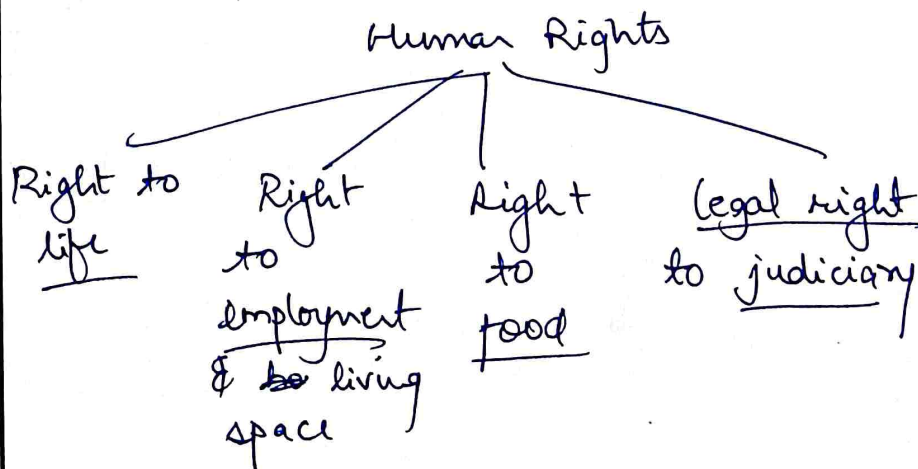 Human Rights
Right to
life
Right
to
employment
& living
space
Right
to
food
legal right
to judiciary